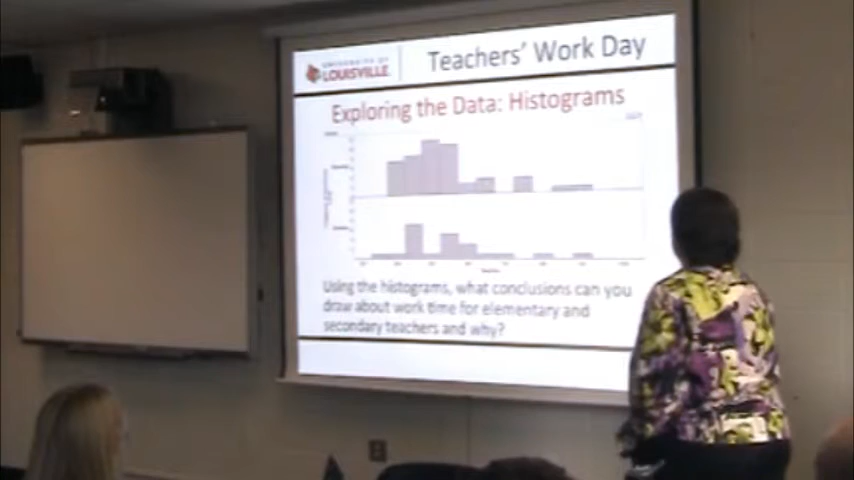 UNIVERSITY OF
LOUISVILLE
Teachers' Work Day
Exploring the Data: Histograms
Using the histograms, what conclusions can you
draw about work time for elementary and
secondary teachers and why?